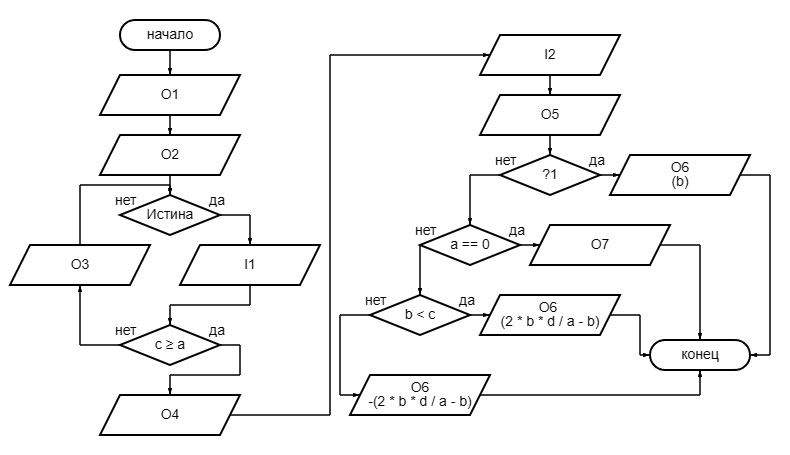 начало
O1
O2
нет
да
Истина
O3
I1
нет
да
c ≥ a
O4
I2
O5
нет
да
?1
O6
(b)
нет
да
a == 0
O7
нет
да
b < c
O6
(2 * b * d / a - b)
конец
O6
-(2 * b * d / a - b)